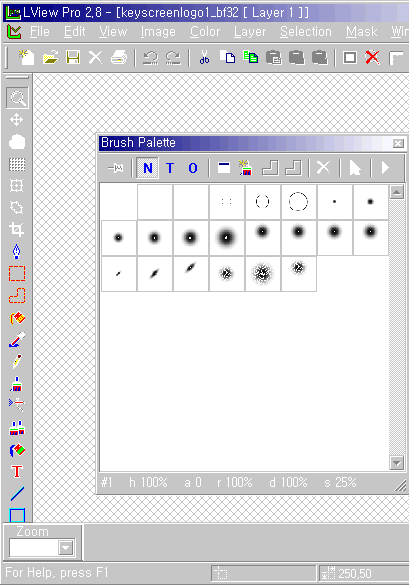 LView Pro 2,8 - [keyscreenlogo1_bf32 [ Layer 1 ]]
File Edit View Image Color Layer Selection Mask Win
Brush Palette
N T O
T
#1 h 100% a 0 r 100% d 100% s 25%
Zoom
For Help, press F1
250,50